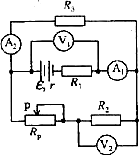 R₃
A₂
V₁
ℰ, r
R₁
A₁
P
R₂
Rₚ
V₂